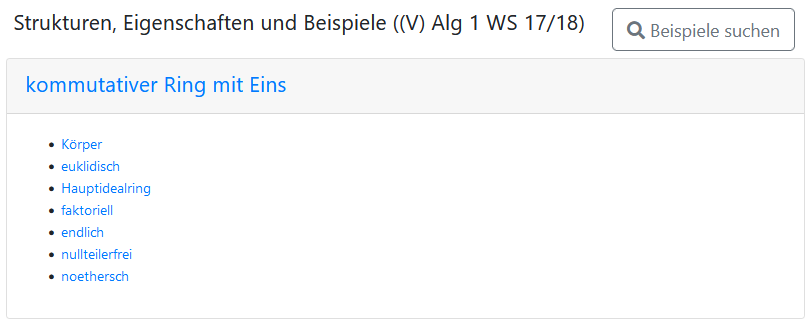 Strukturen, Eigenschaften und Beispiele ((V) Alg 1 WS 17/18)
Beispiele suchen
kommutativer Ring mit Eins
Körper
euklidisch
Hauptidealring
faktoriell
endlich
nullteilerfrei
noethersch